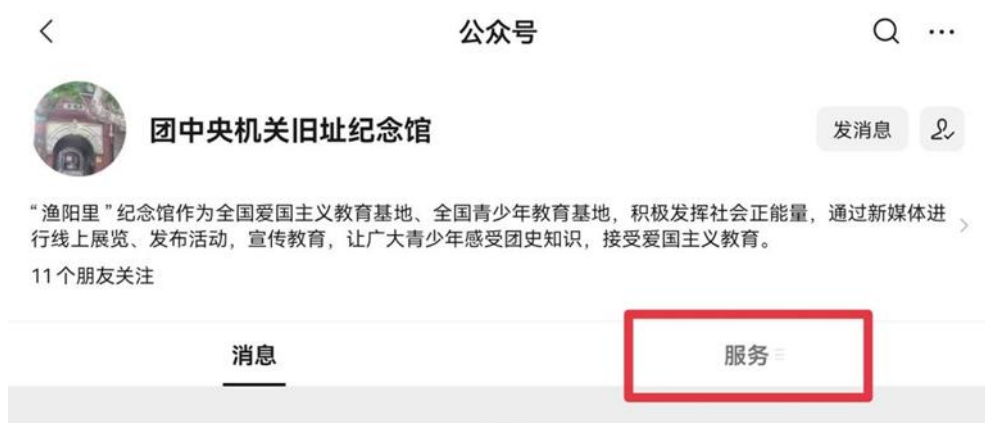 公众号
团中央机关旧址纪念馆
发消息
“渔阳里”纪念馆作为全国爱国主义教育基地、全国青少年教育基地，积极发挥社会正能量，通过新媒体进
行线上展览、发布活动，宣传教育，让广大青少年感受团史知识，接受爱国主义教育。
11个朋友关注
消息
服务